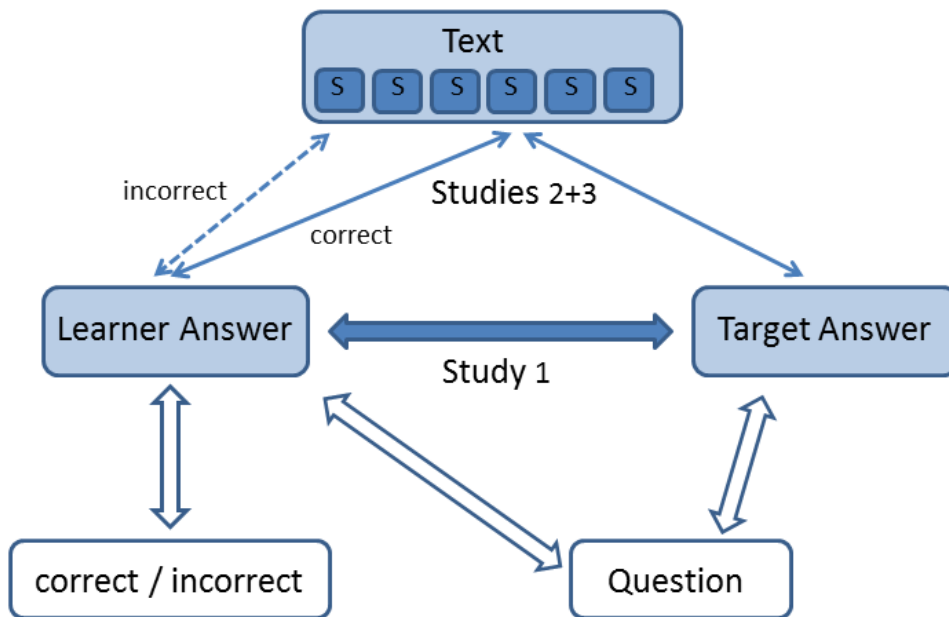 Text
S S S S S S
incorrect
Studies 2+3
correct
Learner Answer
Target Answer
Study 1
correct / incorrect
Question